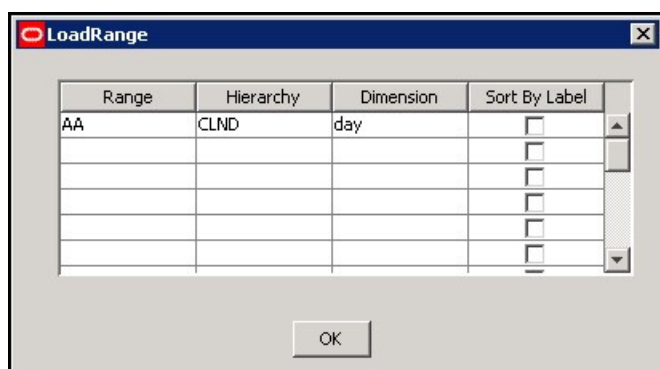 LoadRange
Range Hierarchy Dimension Sort By Label
AA CLND day
OK